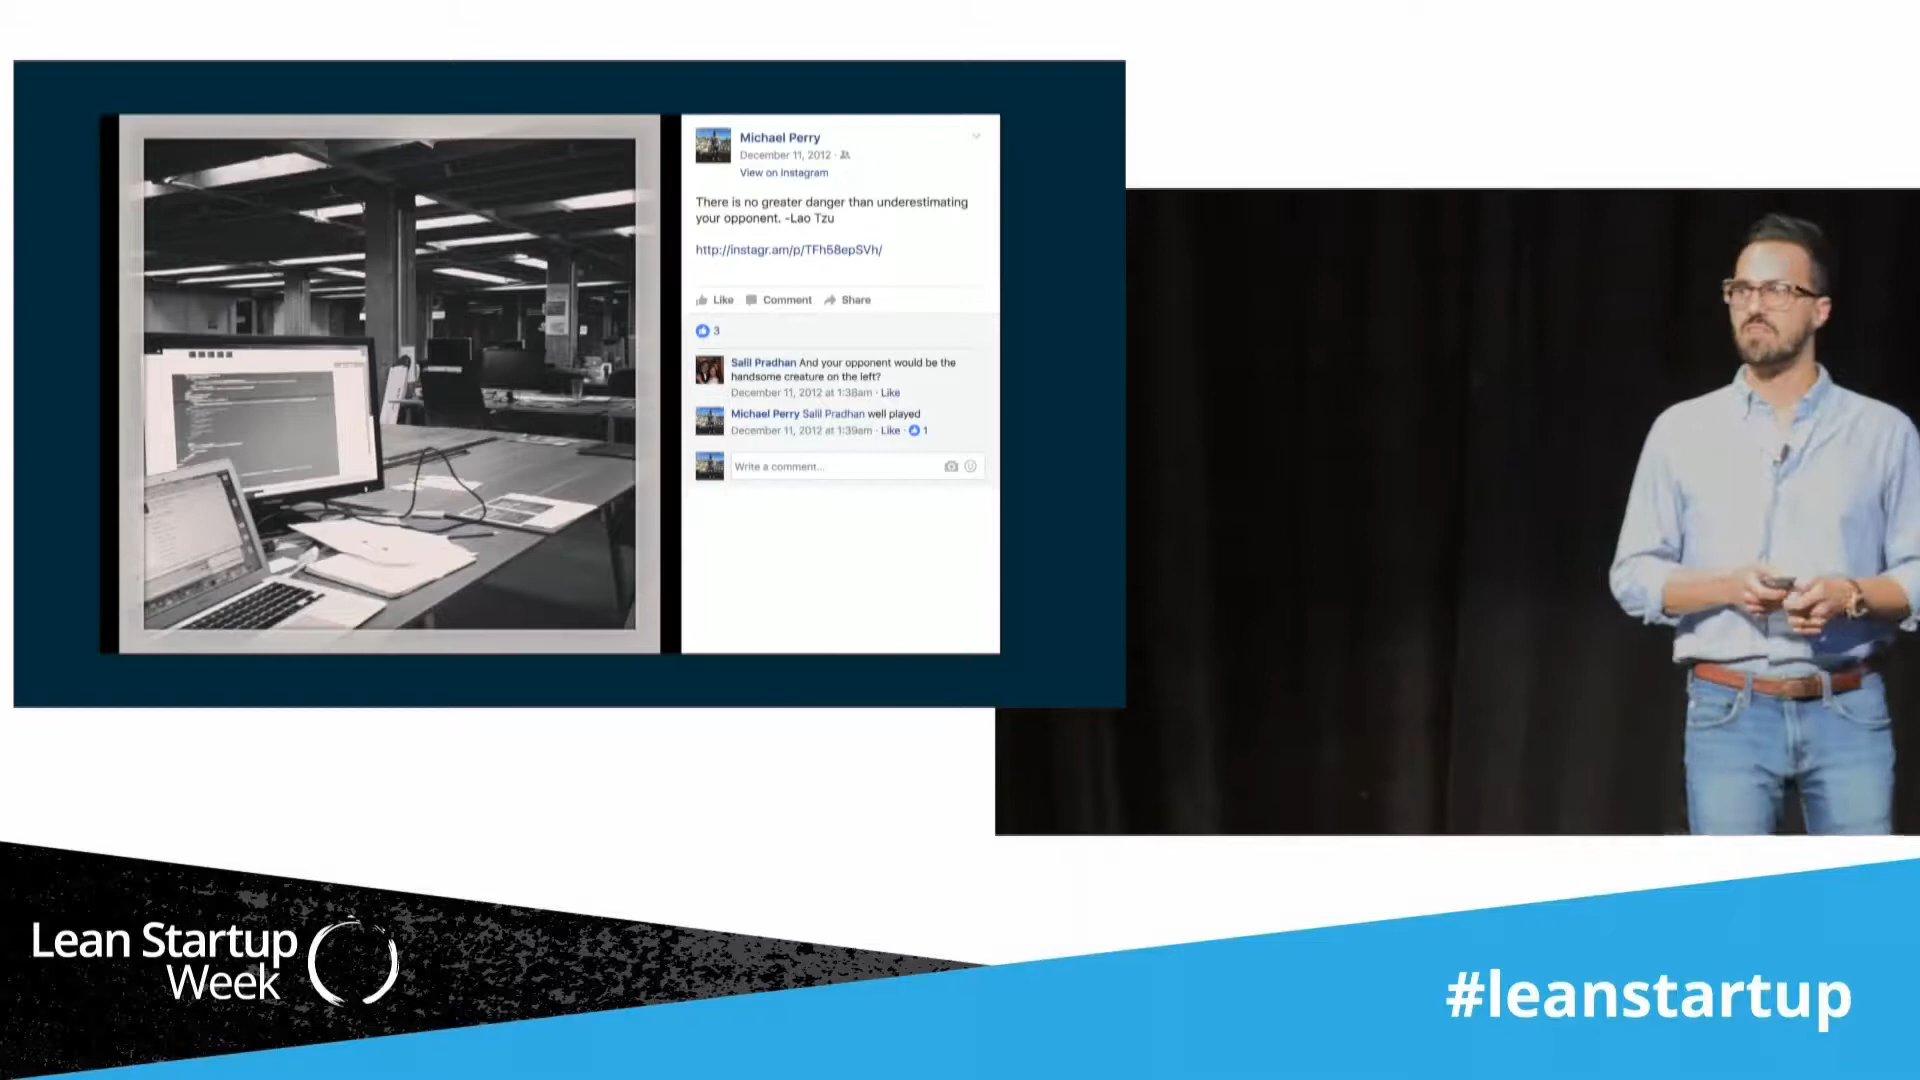 Michael Perry
December 11, 2012 ·
View on Instagram
There is no greater danger than underestimating
your opponent. -Lao Tzu
http://instagr.am/p/TFh58epSVh/
Like Comment Share
3
Salil Pradhan And your opponent would be the
handsome creature on the left?
December 11, 2012 at 1:38am · Like
Michael Perry Salil Pradhan well played
December 11, 2012 at 1:39am · Like · 1
Write a comment...
Lean Startup
Week
#leanstartup